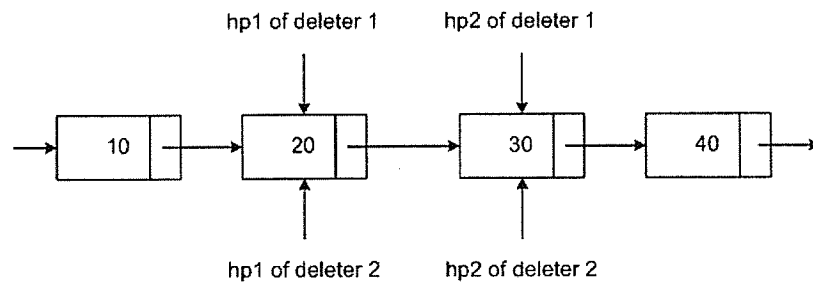 hp1 of deleter 1 hp2 of deleter 1
10 20 30 40
hp1 of deleter 2 hp2 of deleter 2